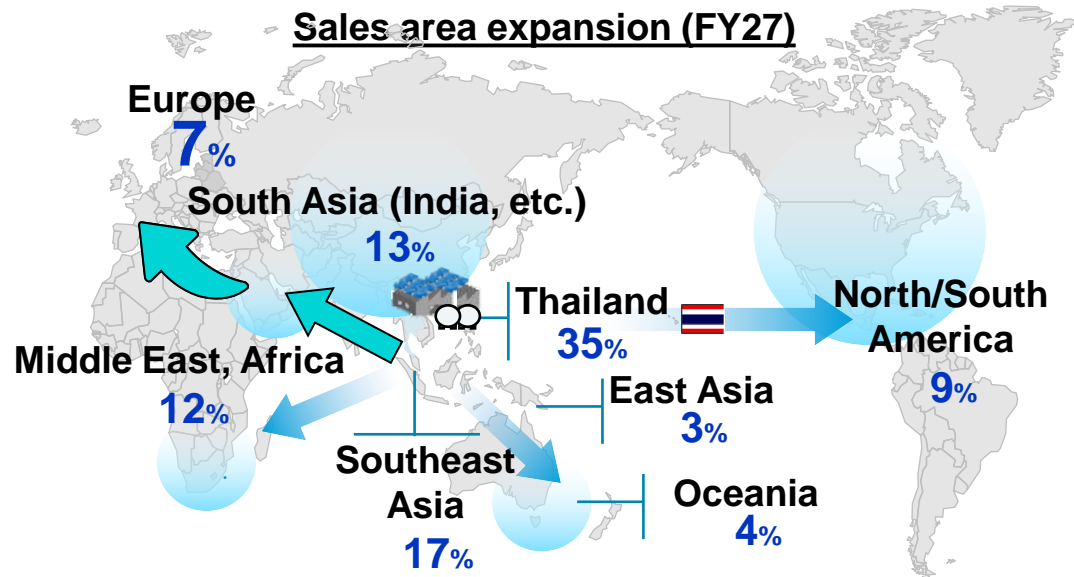 Sales area expansion (FY27)
Europe
7%
South Asia (India, etc.)
13%
Thailand
35%
North/South
America
9%
Middle East, Africa
12%
East Asia
3%
Southeast
Asia
17%
Oceania
4%